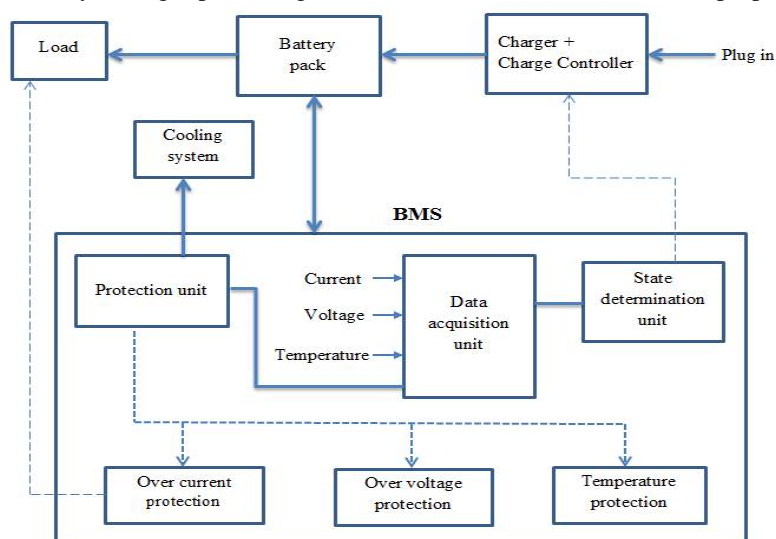 Load
Battery
pack
Charger +
Charge Controller
Plug in
Cooling
system
BMS
Protection unit
Current
Voltage
Temperature
Data
acquisition
unit
State
determination
unit
Over current
protection
Over voltage
protection
Temperature
protection